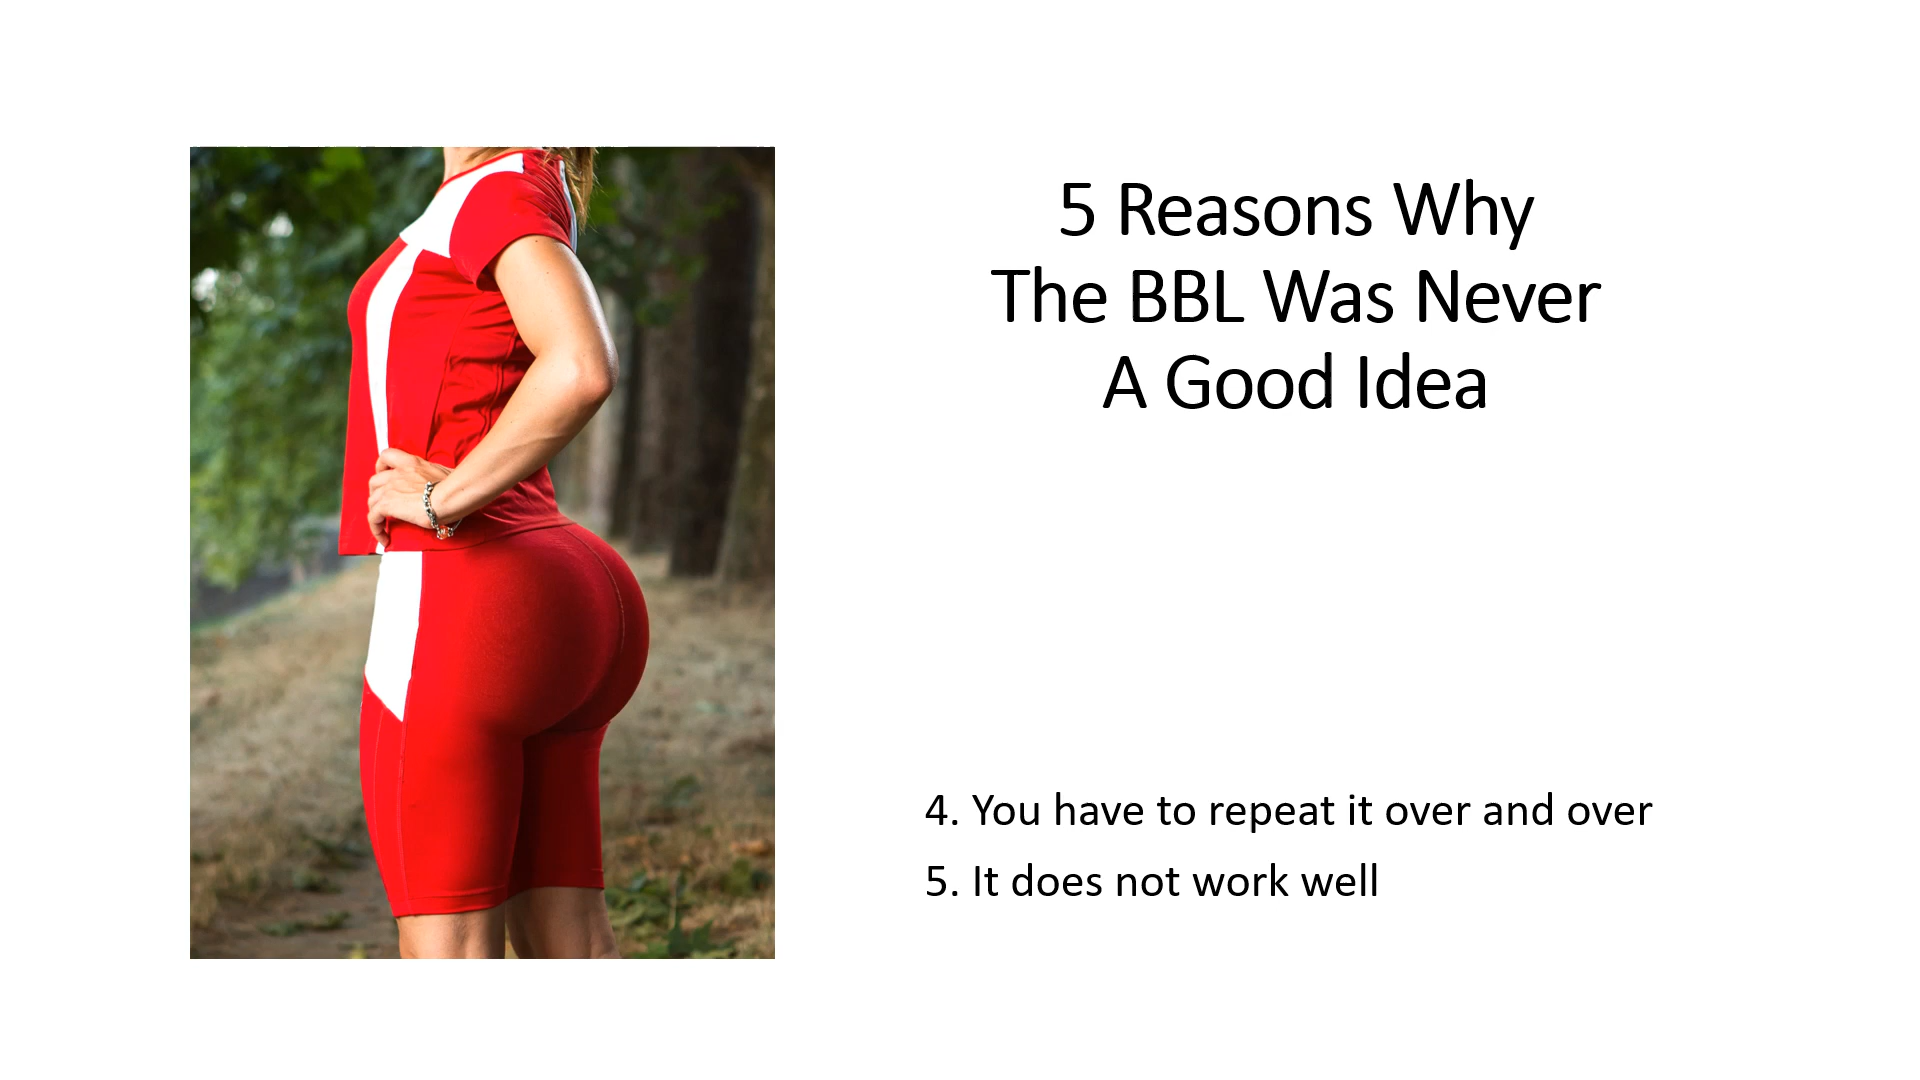 5 Reasons Why
The BBL Was Never
A Good Idea
4. You have to repeat it over and over
5. It does not work well